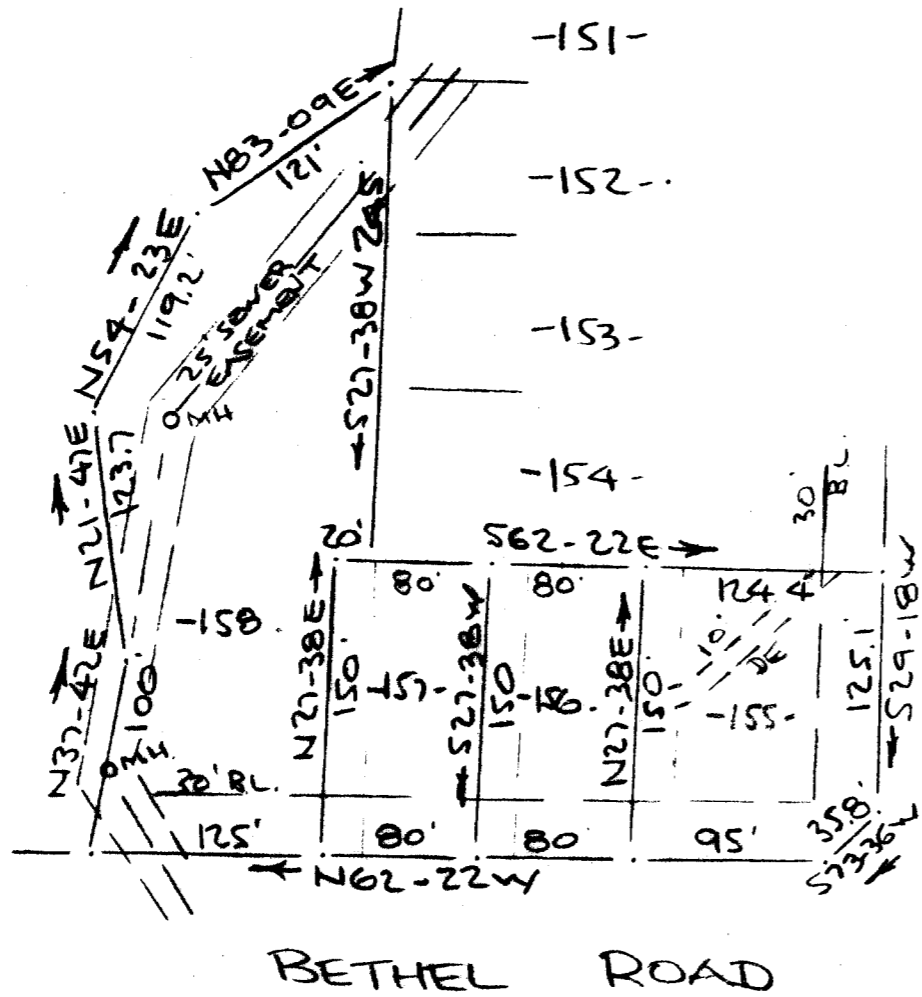 -151-
N83-09E
121'
-152-
N54-23E
119.2'
25' SEWER
EASEMENT
S27-38W
-153-
MH
N21-47E
123.7
-154-
30
BL
20
S62-22E
80'
80'
124.4'
S29-18W
125.1
N37-42E
100'
-158.
N27-38E
150'
-157-
S27-38W
150
-156.
N27-38E
150
10'
DE
-155-
MH
30' BL.
125'
80'
80'
95'
35.8'
S73-36W
N62-22W
BETHEL ROAD